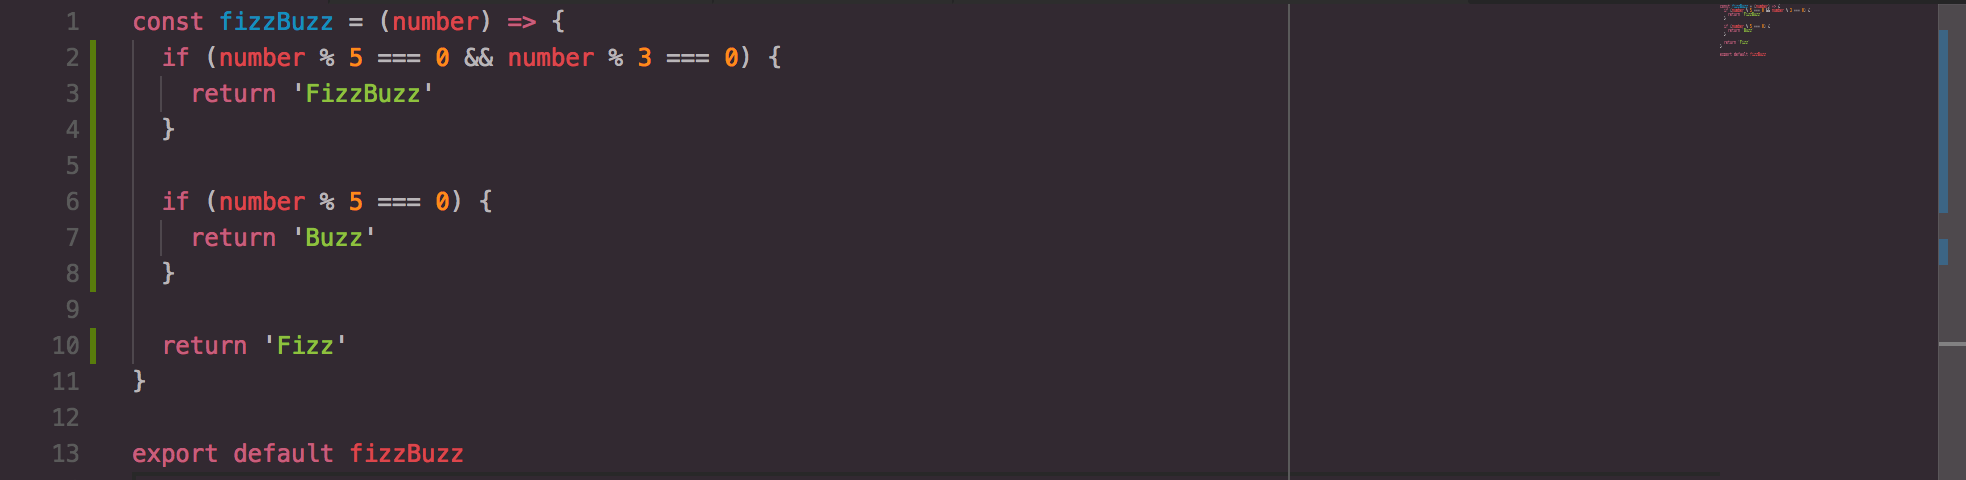 1 const fizzBuzz = (number) => {
2 if (number % 5 === 0 && number % 3 === 0) {
3 return 'FizzBuzz'
4 }
5
6 if (number % 5 === 0) {
7 return 'Buzz'
8 }
9
10 return 'Fizz'
11 }
12
13 export default fizzBuzz